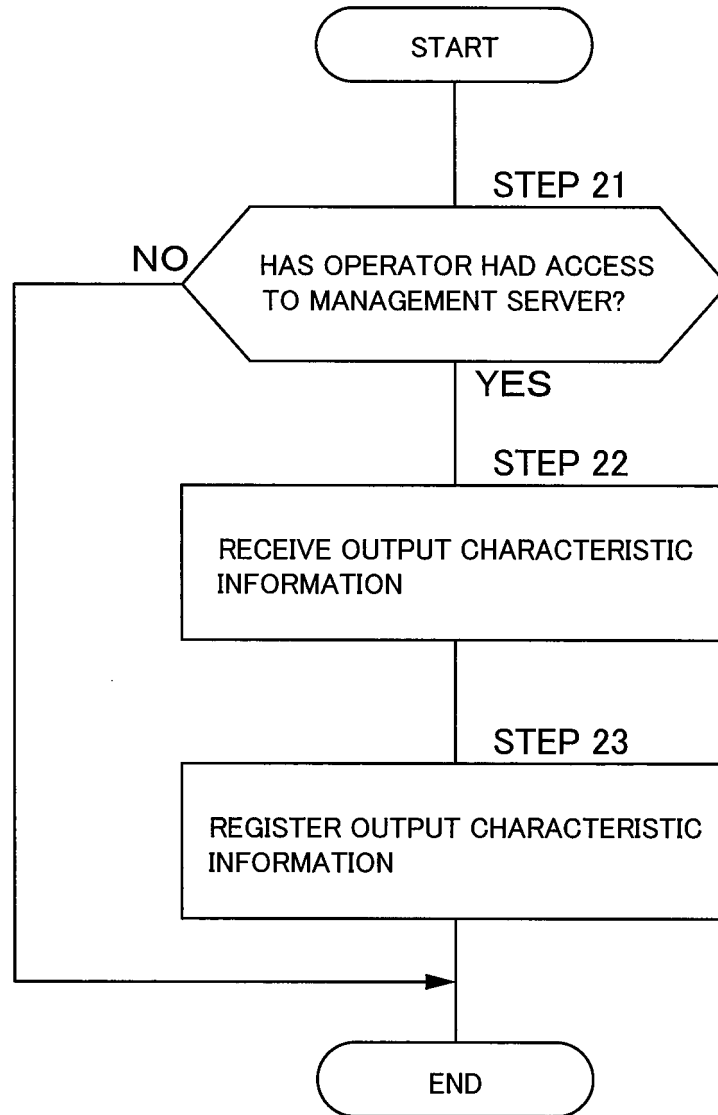 START
STEP 21
NO
HAS OPERATOR HAD ACCESS
TO MANAGEMENT SERVER?
YES
STEP 22
RECEIVE OUTPUT CHARACTERISTIC
INFORMATION
STEP 23
REGISTER OUTPUT CHARACTERISTIC
INFORMATION
END